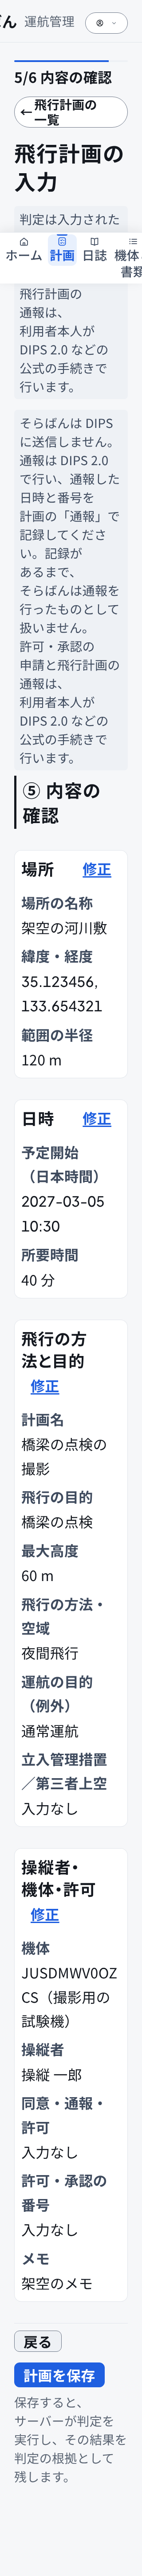 運航管理
5/6 内容の確認
← 飛行計画の
一覧
飛行計画の
入力
判定は入力された
ホーム 計画 日誌 機体
書類
飛行計画の
通報は、
利用者本人が
DIPS 2.0 などの
公式の手続きで
行います。
そらばんは DIPS
に送信しません。
通報は DIPS 2.0
で行い、通報した
日時と番号を
計画の「通報」で
記録してくださ
い。記録が
あるまで、
そらばんは通報を
行ったものとして
扱いません。
許可・承認の
申請と飛行計画の
通報は、
利用者本人が
DIPS 2.0 などの
公式の手続きで
行います。
⑤ 内容の
確認
場所 修正
場所の名称
架空の河川敷
緯度・経度
35.123456,
133.654321
範囲の半径
120 m
日時 修正
予定開始
（日本時間）
2027-03-05
10:30
所要時間
40 分
飛行の方
法と目的
修正
計画名
橋梁の点検の
撮影
飛行の目的
橋梁の点検
最大高度
60 m
飛行の方法・
空域
夜間飛行
運航の目的
（例外）
通常運航
立入管理措置
／第三者上空
入力なし
操縦者・
機体・許可
修正
機体
JUSDMWV0OZ
CS（撮影用の
試験機）
操縦者
操縦 一郎
同意・通報・
許可
入力なし
許可・承認の
番号
入力なし
メモ
架空のメモ
戻る
計画を保存
保存すると、
サーバーが判定を
実行し、その結果を
判定の根拠として
残します。